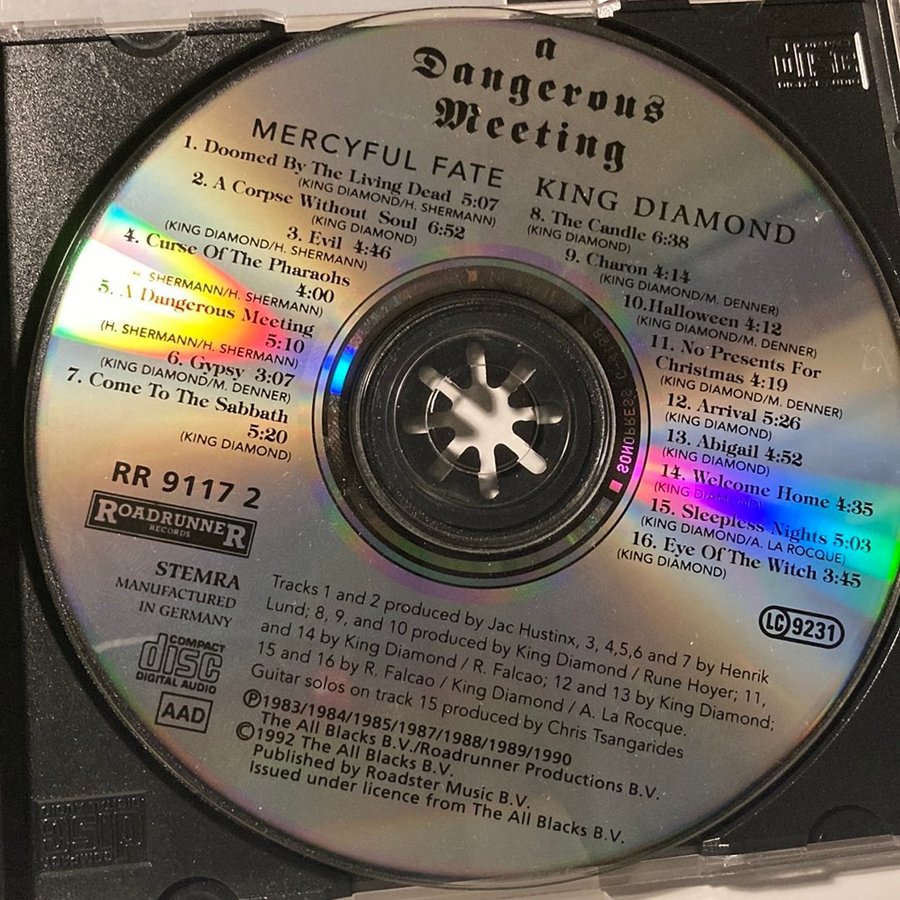 a
Dangerous
Meeting
MERCYFUL FATE
1. Doomed By The Living Dead 5:07
(KING DIAMOND/H. SHERMANN)
2. A Corpse Without Soul 6:52
(KING DIAMOND)
3. Evil 4:46
(KING DIAMOND/H. SHERMANN)
4. Curse Of The Pharaohs
4:00
H. SHERMANN/H. SHERMANN)
5. A Dangerous Meeting
5:10
(H. SHERMANN/H. SHERMANN)
6. Gypsy 3:07
(KING DIAMOND/M. DENNER)
7. Come To The Sabbath
5:20
(KING DIAMOND)
KING DIAMOND
8. The Candle 6:38
(KING DIAMOND)
9. Charon 4:14
(KING DIAMOND/M. DENNER)
10.Halloween 4:12
(KING DIAMOND/M. DENNER)
11. No Presents For
Christmas 4:19
(KING DIAMOND/M. DENNER)
12. Arrival 5:26
(KING DIAMOND)
13. Abigail 4:52
(KING DIAMOND)
14. Welcome Home 4:35
(KING DIAMOND)
15. Sleepless Nights 5:03
(KING DIAMOND/A. LA ROCQUE)
16. Eye Of The Witch 3:45
(KING DIAMOND)
RR 9117 2
ROADRUNNER
RECORDS
STEMRA
MANUFACTURED
IN GERMANY
COMPACT
disc
DIGITAL AUDIO
AAD
LC 9231
Tracks 1 and 2 produced by Jac Hustinx, 3, 4,5,6 and 7 by Henrik
Lund; 8, 9, and 10 produced by King Diamond / Rune Hoyer; 11,
and 14 by King Diamond / R. Falcao; 12 and 13 by King Diamond;
15 and 16 by R. Falcao / King Diamond / A. La Rocque.
Guitar solos on track 15 produced by Chris Tsangarides
Ⓟ1983/1984/1985/1987/1988/1989/1990
The All Blacks B.V./Roadrunner Productions B.V.
©1992 The All Blacks B.V.
Published by Roadster Music B.V.
Issued under licence from The All Blacks B.V.
SONOPRESS
COMPACT
disc
DIGITAL AUDIO